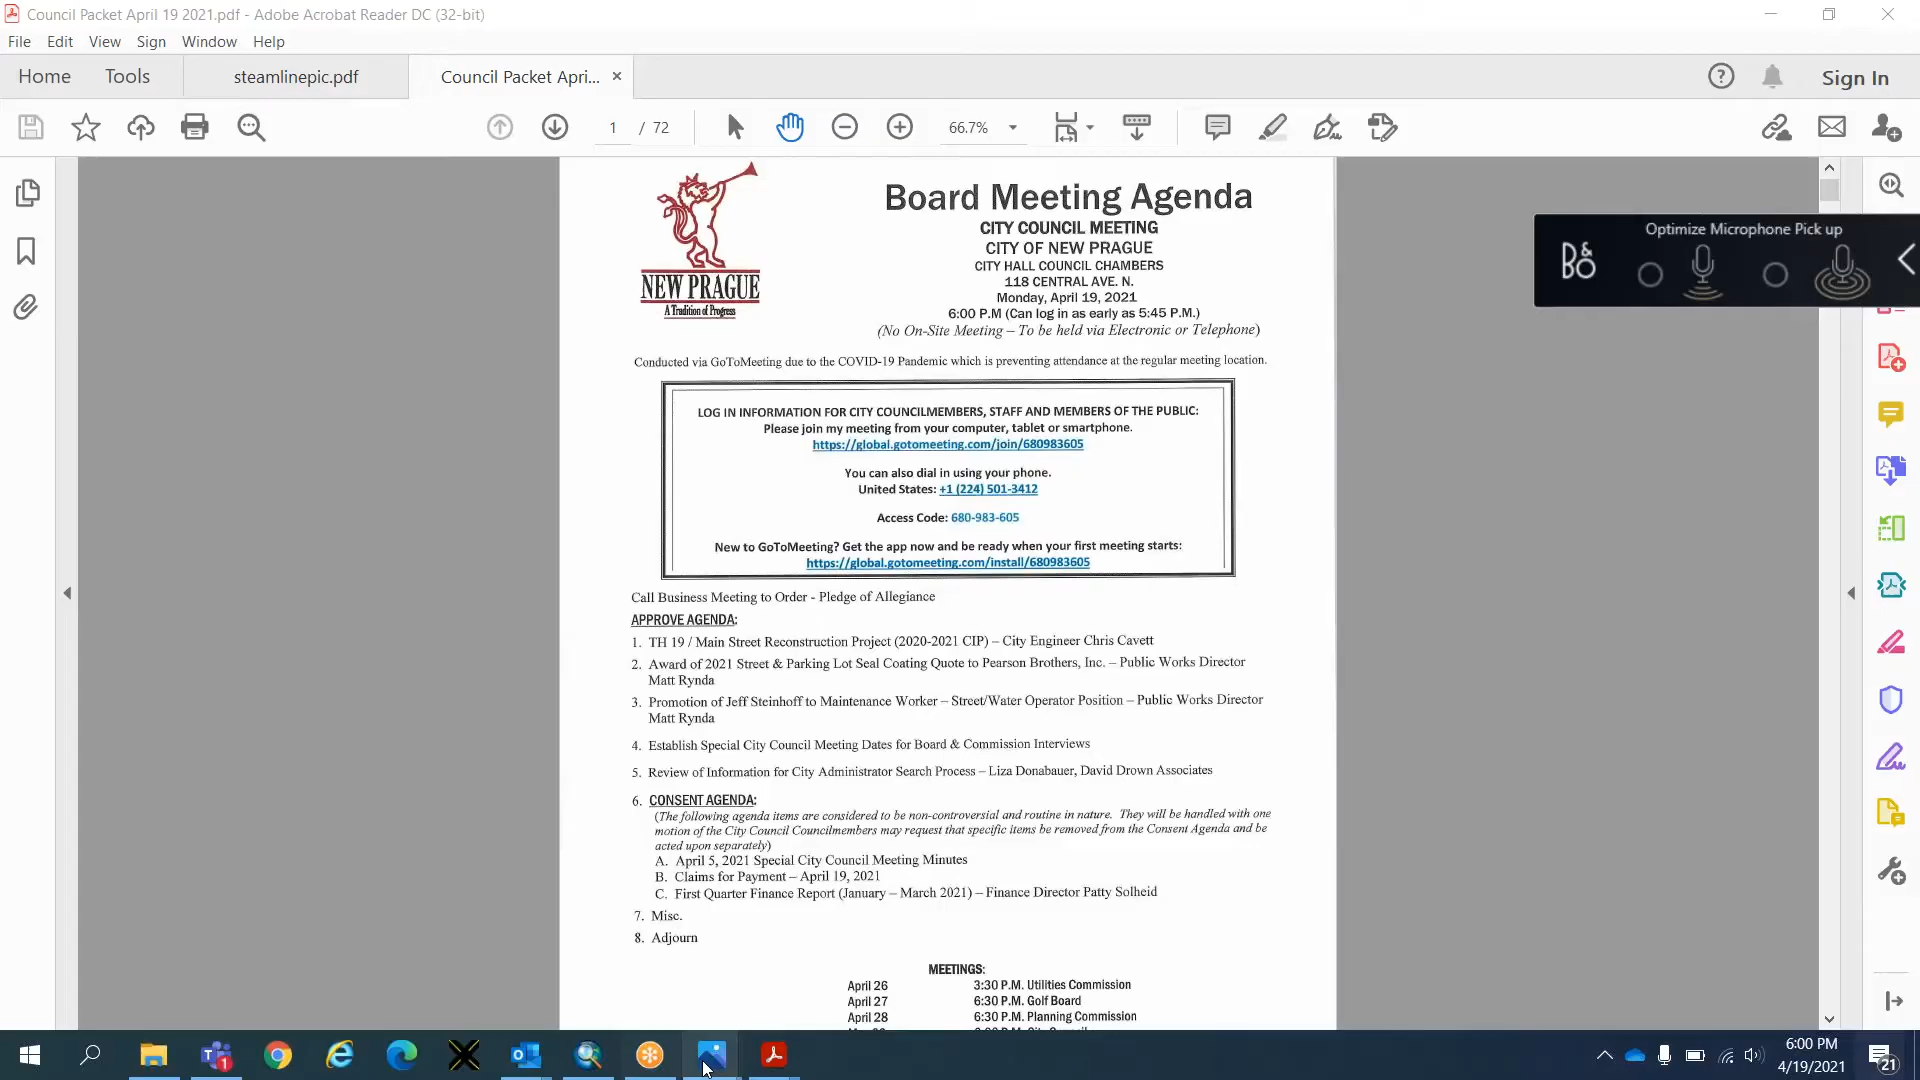 Council Packet April 19 2021.pdf - Adobe Acrobat Reader DC (32-bit)
File Edit View Sign Window Help
Home Tools steamlinepic.pdf Council Packet Apri... × Sign In
1 / 72 66.7%
NEW PRAGUE
A Tradition of Progress
Board Meeting Agenda
CITY COUNCIL MEETING
CITY OF NEW PRAGUE
CITY HALL COUNCIL CHAMBERS
118 CENTRAL AVE. N.
Monday, April 19, 2021
6:00 P.M (Can log in as early as 5:45 P.M.)
(No On-Site Meeting – To be held via Electronic or Telephone)
Optimize Microphone Pick up
B&O
Conducted via GoToMeeting due to the COVID-19 Pandemic which is preventing attendance at the regular meeting location.
LOG IN INFORMATION FOR CITY COUNCILMEMBERS, STAFF AND MEMBERS OF THE PUBLIC:
Please join my meeting from your computer, tablet or smartphone.
https://global.gotomeeting.com/join/680983605
You can also dial in using your phone.
United States: +1 (224) 501-3412
Access Code: 680-983-605
New to GoToMeeting? Get the app now and be ready when your first meeting starts:
https://global.gotomeeting.com/install/680983605
Call Business Meeting to Order - Pledge of Allegiance
APPROVE AGENDA:
1. TH 19 / Main Street Reconstruction Project (2020-2021 CIP) – City Engineer Chris Cavett
2. Award of 2021 Street & Parking Lot Seal Coating Quote to Pearson Brothers, Inc. – Public Works Director
Matt Rynda
3. Promotion of Jeff Steinhoff to Maintenance Worker – Street/Water Operator Position – Public Works Director
Matt Rynda
4. Establish Special City Council Meeting Dates for Board & Commission Interviews
5. Review of Information for City Administrator Search Process – Liza Donabauer, David Drown Associates
6. CONSENT AGENDA:
(The following agenda items are considered to be non-controversial and routine in nature. They will be handled with one
motion of the City Council Councilmembers may request that specific items be removed from the Consent Agenda and be
acted upon separately)
A. April 5, 2021 Special City Council Meeting Minutes
B. Claims for Payment – April 19, 2021
C. First Quarter Finance Report (January – March 2021) – Finance Director Patty Solheid
7. Misc.
8. Adjourn
MEETINGS:
April 26 3:30 P.M. Utilities Commission
April 27 6:30 P.M. Golf Board
April 28 6:30 P.M. Planning Commission
6:00 PM
4/19/2021
1
21